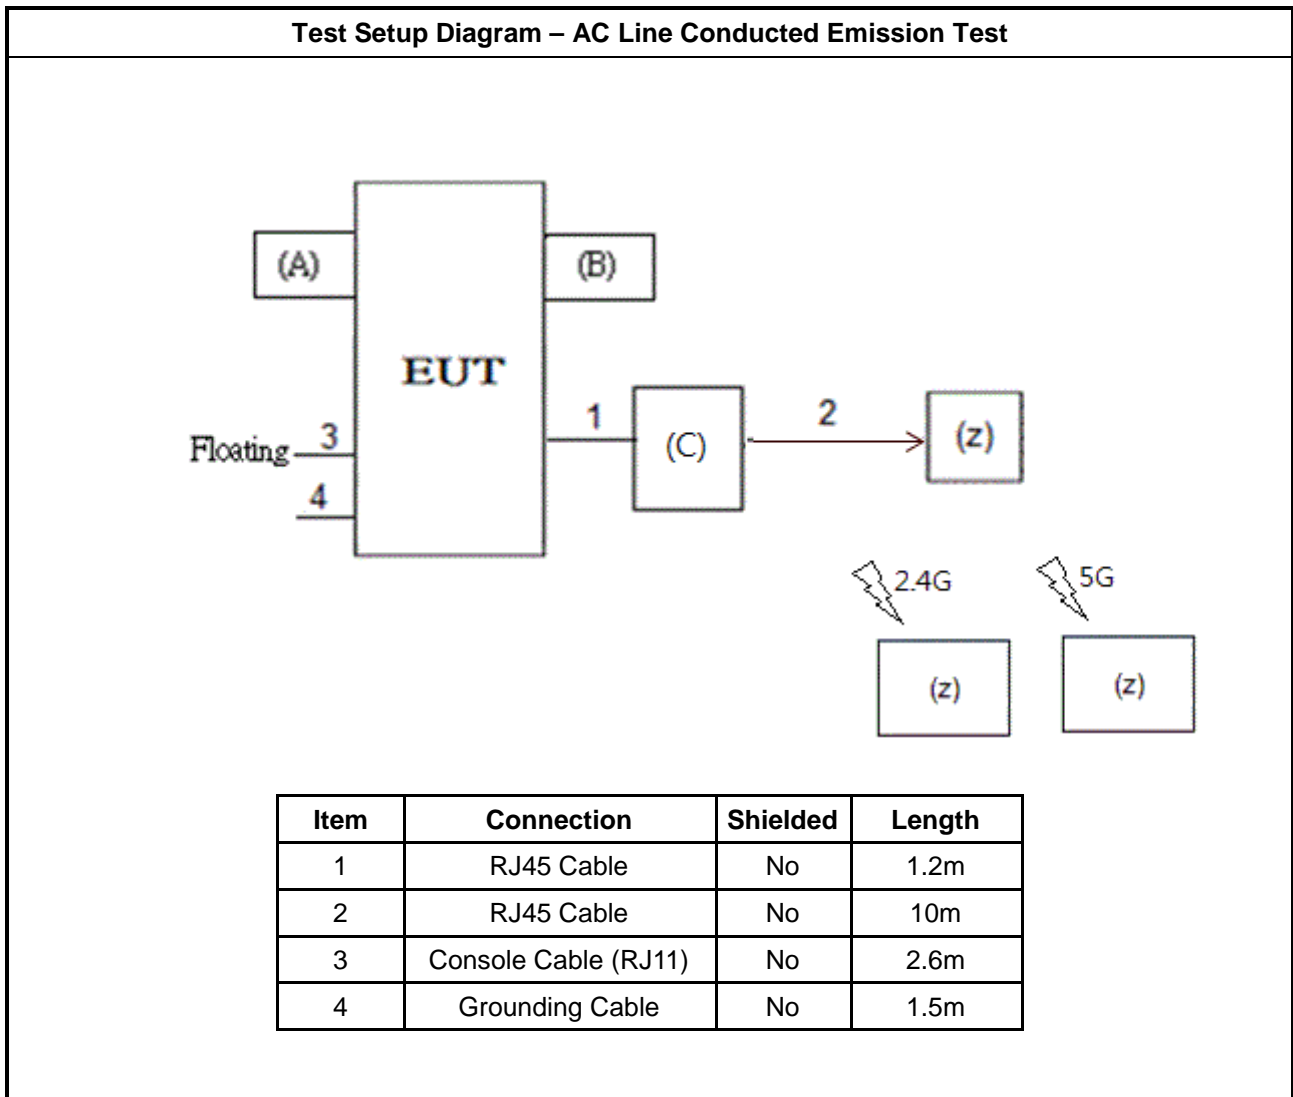 Test Setup Diagram – AC Line Conducted Emission Test
(A)
(B)
EUT
1
2
(C)
(z)
Floating
3
4
2.4G
5G
(z)
(z)
Item Connection Shielded Length
1 RJ45 Cable No 1.2m
2 RJ45 Cable No 10m
3 Console Cable (RJ11) No 2.6m
4 Grounding Cable No 1.5m